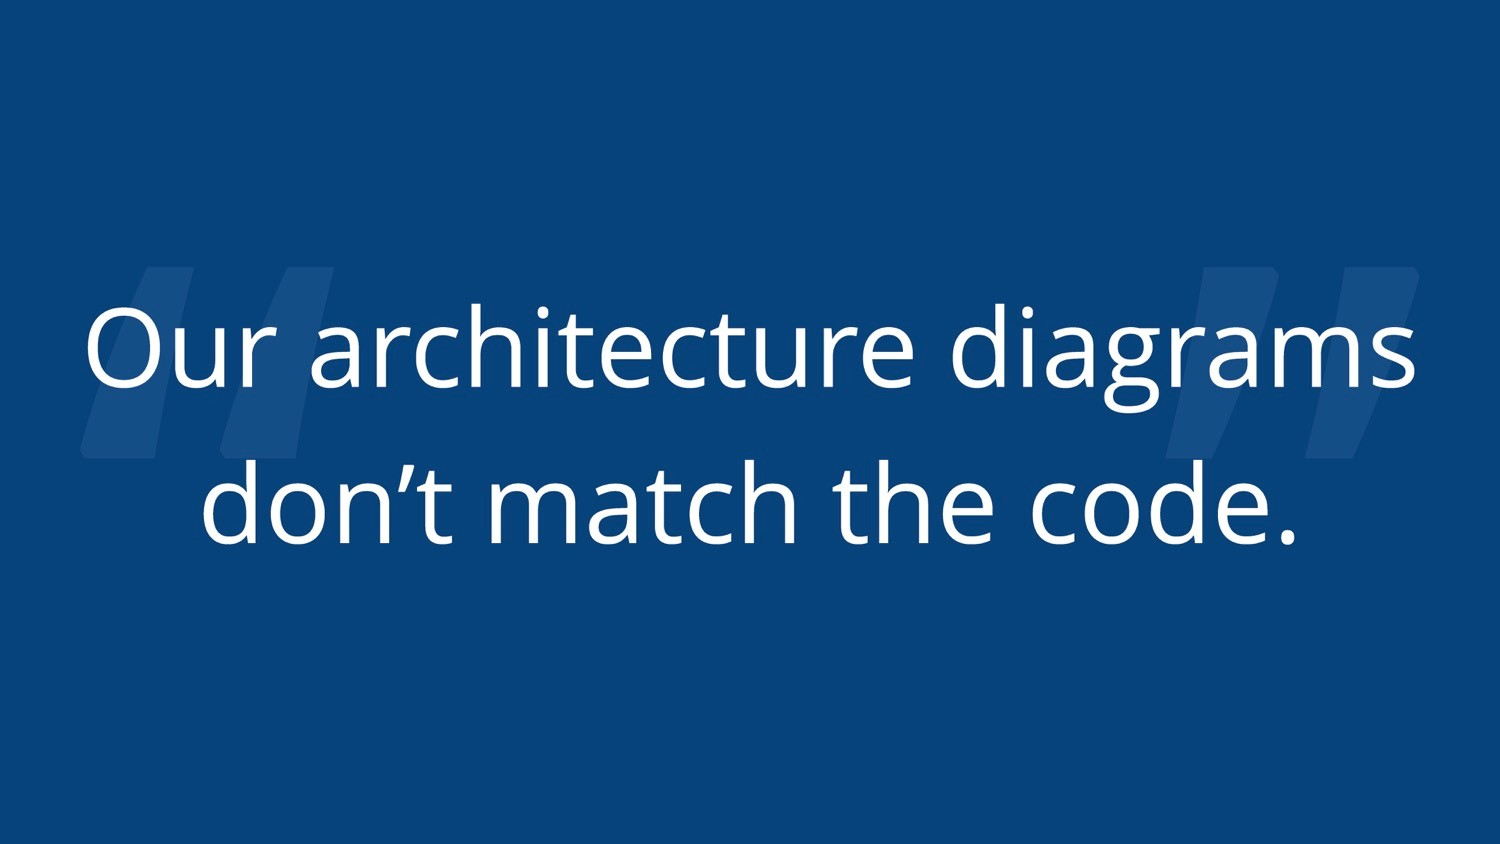 Our architecture diagrams
don’t match the code.